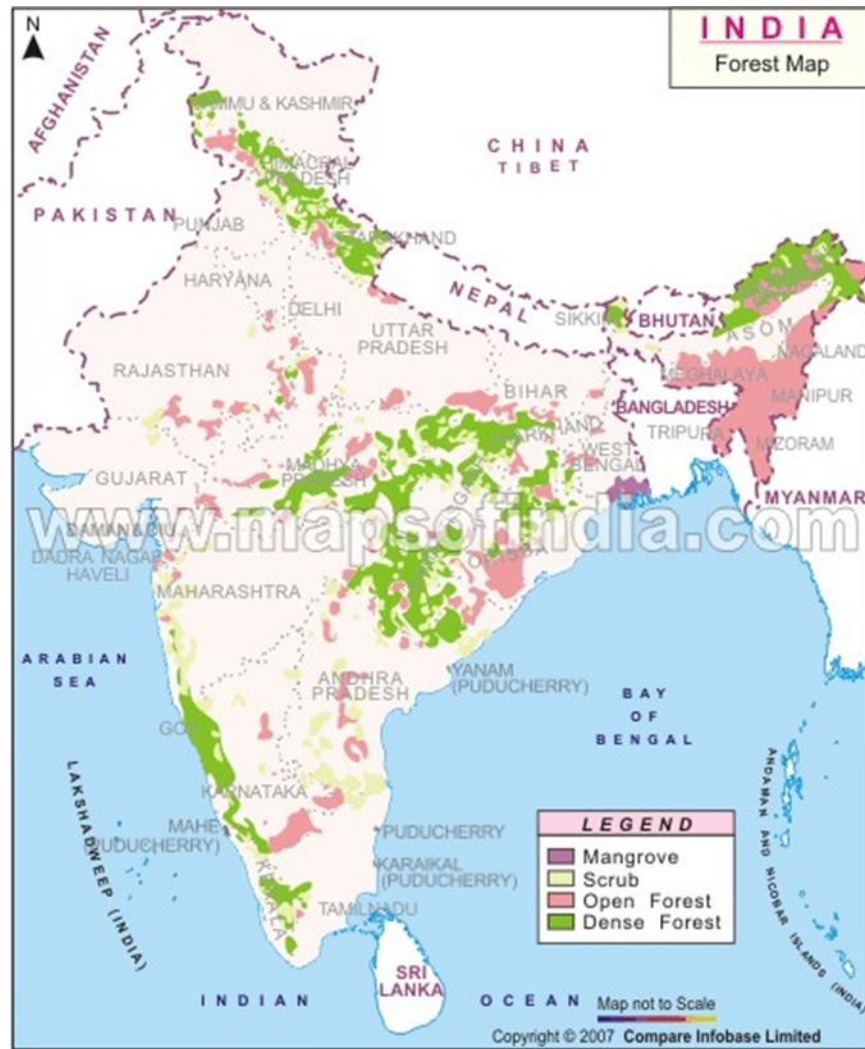 INDIA
Forest Map
N
AFGHANISTAN
JAMMU & KASHMIR
CHINA
TIBET
HIMACHAL
PRADESH
PAKISTAN
PUNJAB
UTTARAKHAND
HARYANA
DELHI
NEPAL
SIKKIM
BHUTAN
ASOM
NAGALAND
UTTAR
PRADESH
RAJASTHAN
BIHAR
MEGHALAYA
MANIPUR
BANGLADESH
JHARKHAND
TRIPURA
MIZORAM
WEST
BENGAL
GUJARAT
MADHYA
PRADESH
MYANMAR
www.mapsofindia.com
DAMAN & DIU
DADRA NAGAR
HAVELI
ORISSA
MAHARASHTRA
ARABIAN
SEA
ANDHRA
PRADESH
YANAM
(PUDUCHERRY)
BAY
OF
BENGAL
GOA
KARNATAKA
LAKSHADWEEP (INDIA)
ANDAMAN AND NICOBAR ISLANDS (INDIA)
MAHE
PUDUCHERRY)
PUDUCHERRY
KARAIKAL
(PUDUCHERRY)
KERALA
TAMILNADU
LEGEND
Mangrove
Scrub
Open Forest
Dense Forest
SRI
LANKA
INDIAN
OCEAN
Map not to Scale
Copyright © 2007 Compare Infobase Limited